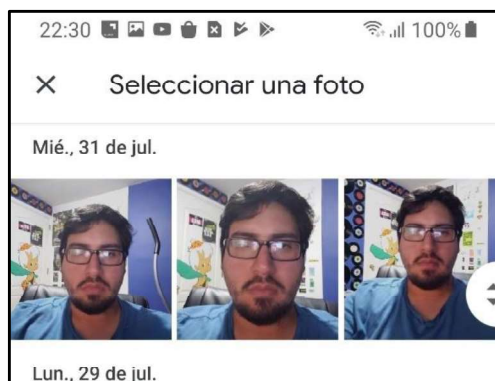 22:30 100%
Seleccionar una foto
Mié., 31 de jul.
Lun., 29 de jul.